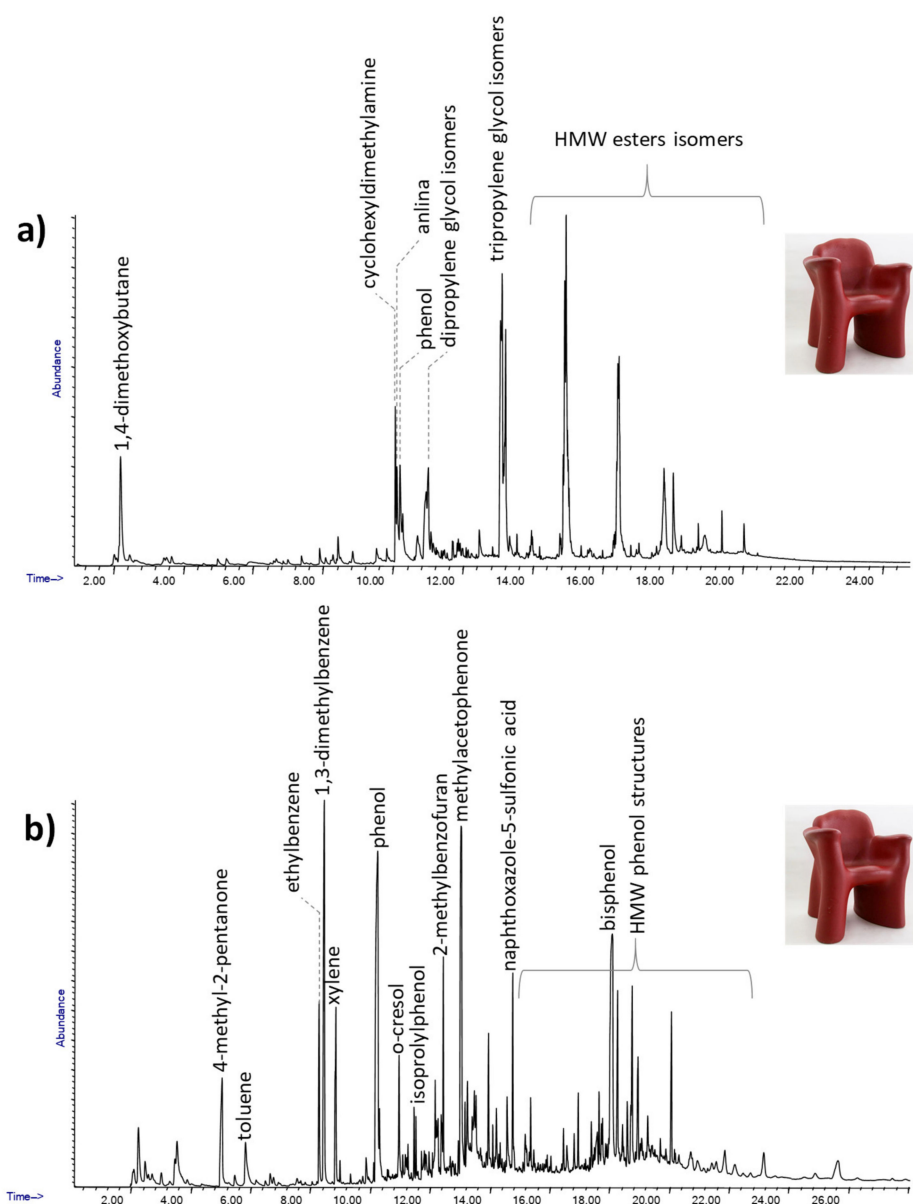 a)
Abundance
1,4-dimethoxybutane
cyclohexyldimethylamine
anlina
phenol
dipropylene glycol isomers
tripropylene glycol isomers
HMW esters isomers
Time-->
2.00 4.00 6.00 8.00 10.00 12.00 14.00 16.00 18.00 20.00 22.00 24.00
b)
Abundance
4-methyl-2-pentanone
toluene
ethylbenzene
1,3-dimethylbenzene
xylene
phenol
o-cresol
isoprolylphenol
2-methylbenzofuran
methylacetophenone
naphthoxazole-5-sulfonic acid
bisphenol
HMW phenol structures
Time-->
2.00 4.00 6.00 8.00 10.00 12.00 14.00 16.00 18.00 20.00 22.00 24.00 26.00